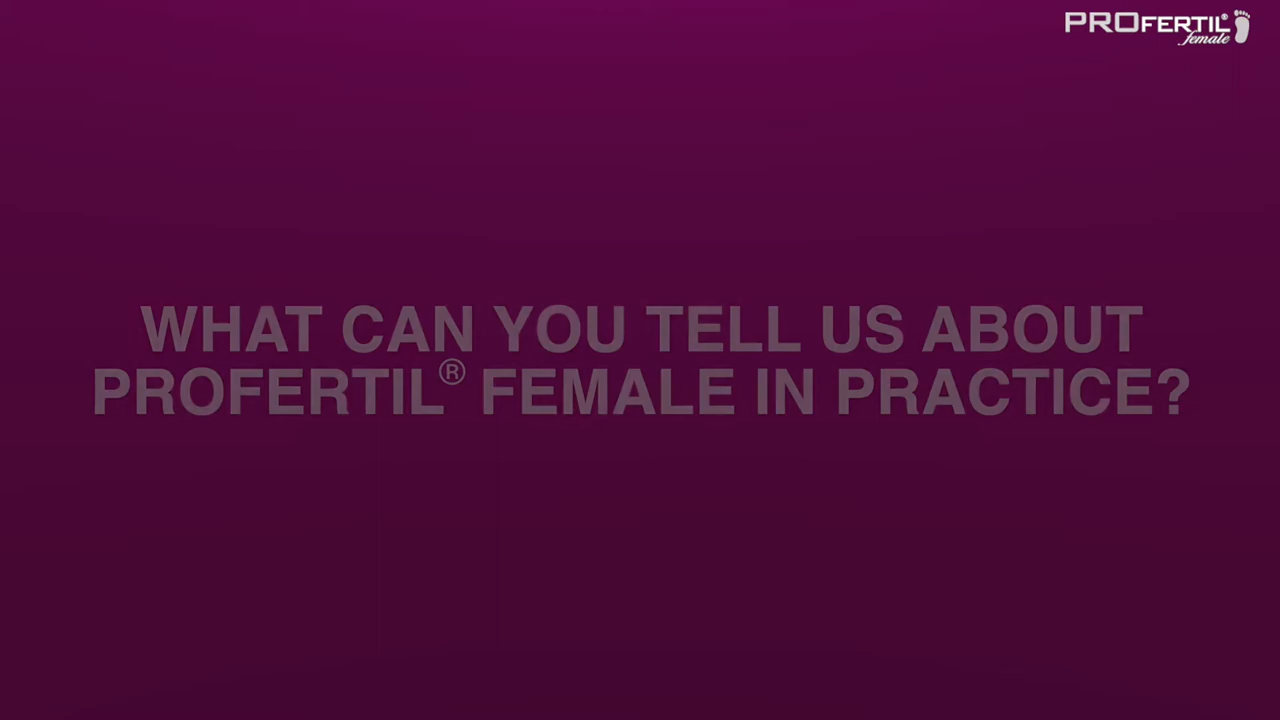 PROFERTIL®
female
WHAT CAN YOU TELL US ABOUT
PROFERTIL® FEMALE IN PRACTICE?